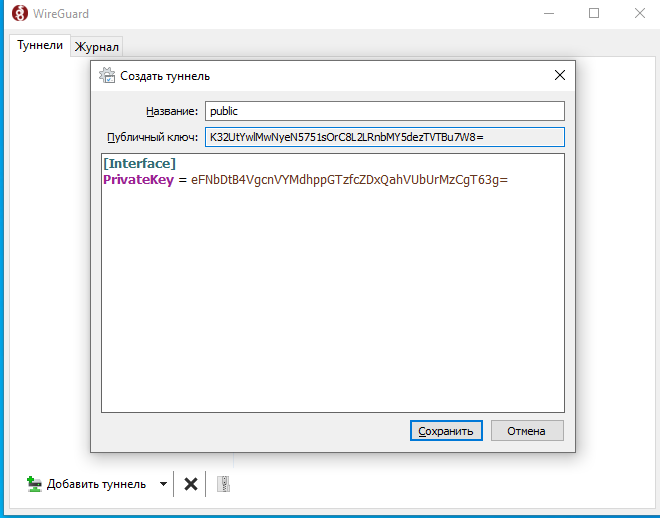 WireGuard
Туннели
Журнал
Создать туннель
Название:
public
Публичный ключ:
K32UtYwlMwNyeN5751sOrC8L2LRnbMY5dezTVTBu7W8=
[Interface]
PrivateKey = eFNbDtB4VgcnVYMdhppGTzfcZDxQahVUbUrMzCgT63g=
Сохранить
Отмена
Добавить туннель